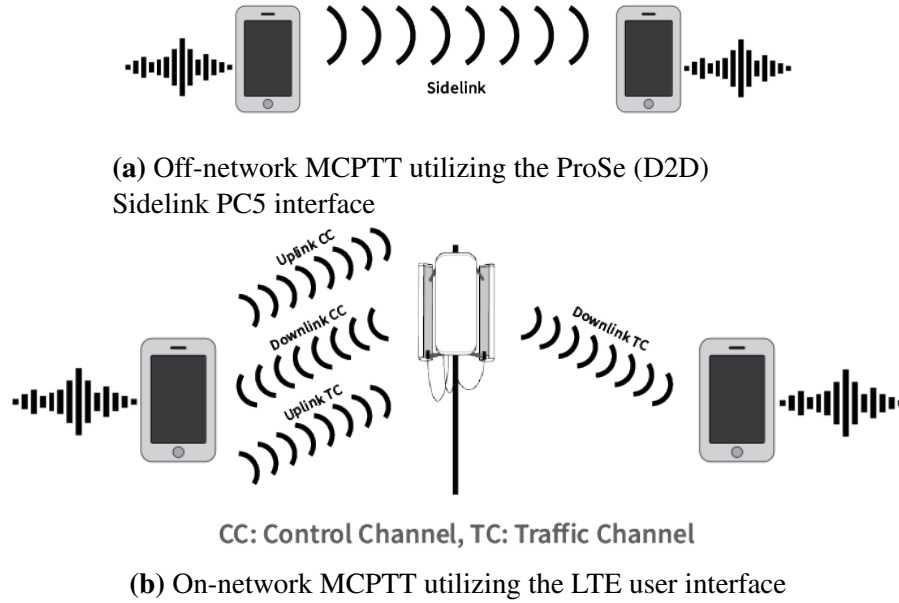 Sidelink
(a) Off-network MCPTT utilizing the ProSe (D2D)
Sidelink PC5 interface
Uplink CC
Downlink CC
Uplink TC
Downlink TC
CC: Control Channel, TC: Traffic Channel
(b) On-network MCPTT utilizing the LTE user interface